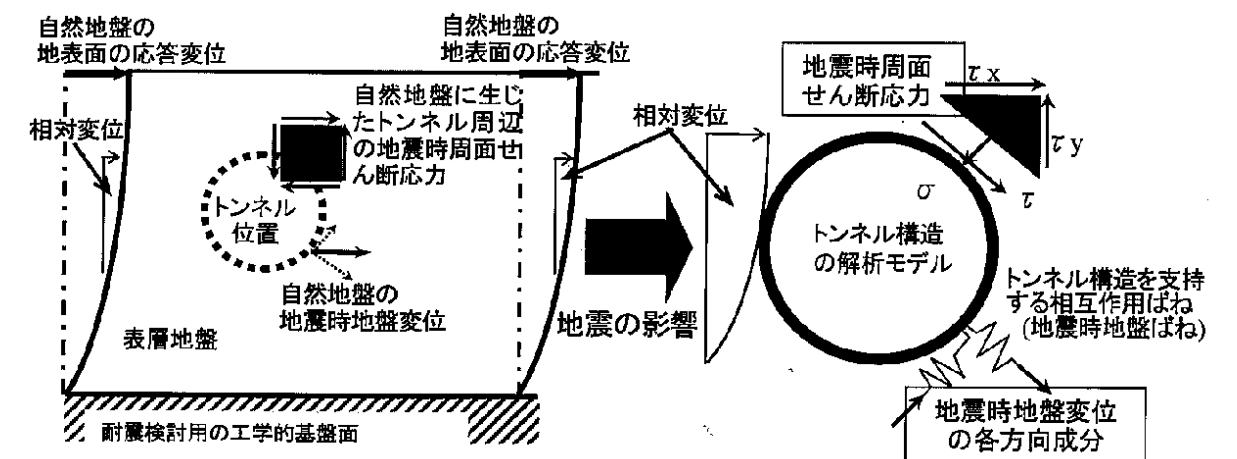 自然地盤の
地表面の応答変位
自然地盤の
地表面の応答変位
相対変位
自然地盤に生じ
たトンネル周辺
の地震時周面せ
ん断応力
トンネル
位置
自然地盤の
地震時地盤変位
表層地盤
耐震検討用の工学的基盤面
相対変位
地震の影響
地震時周面
せん断応力
τx
τy
σ
τ
トンネル構造
の解析モデル
トンネル構造を支持
する相互作用ばね
(地震時地盤ばね)
地震時地盤変位
の各方向成分